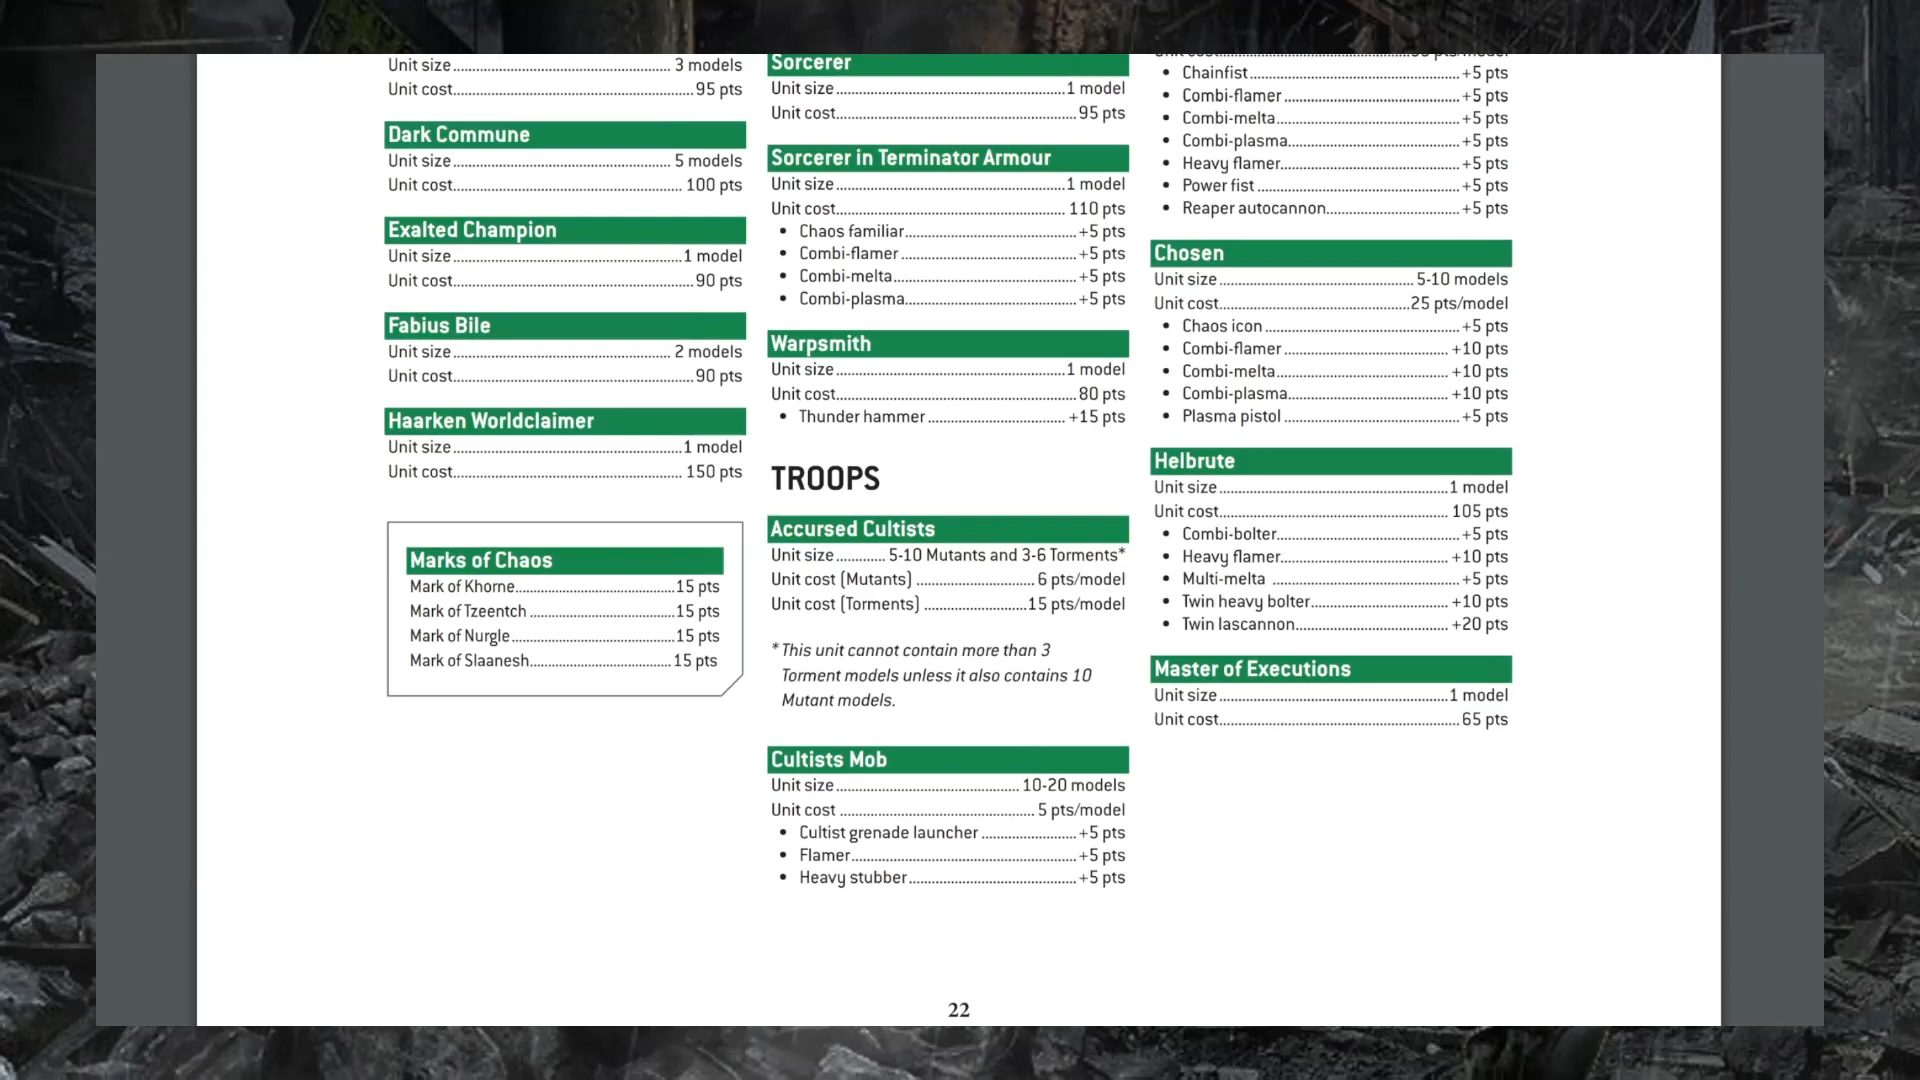 Unit size 3 models
Unit cost 95 pts
Dark Commune
Unit size 5 models
Unit cost 100 pts
Exalted Champion
Unit size 1 model
Unit cost 90 pts
Fabius Bile
Unit size 2 models
Unit cost 90 pts
Haarken Worldclaimer
Unit size 1 model
Unit cost 150 pts
Marks of Chaos
Mark of Khorne 15 pts
Mark of Tzeentch 15 pts
Mark of Nurgle 15 pts
Mark of Slaanesh 15 pts
Sorcerer
Unit size 1 model
Unit cost 95 pts
Sorcerer in Terminator Armour
Unit size 1 model
Unit cost 110 pts
• Chaos familiar +5 pts
• Combi-flamer +5 pts
• Combi-melta +5 pts
• Combi-plasma +5 pts
Warpsmith
Unit size 1 model
Unit cost 80 pts
• Thunder hammer +15 pts
TROOPS
Accursed Cultists
Unit size 5-10 Mutants and 3-6 Torments*
Unit cost (Mutants) 6 pts/model
Unit cost (Torments) 15 pts/model
* This unit cannot contain more than 3
Torment models unless it also contains 10
Mutant models.
Cultists Mob
Unit size 10-20 models
Unit cost 5 pts/model
• Cultist grenade launcher +5 pts
• Flamer +5 pts
• Heavy stubber +5 pts
• Chainfist +5 pts
• Combi-flamer +5 pts
• Combi-melta +5 pts
• Combi-plasma +5 pts
• Heavy flamer +5 pts
• Power fist +5 pts
• Reaper autocannon +5 pts
Chosen
Unit size 5-10 models
Unit cost 25 pts/model
• Chaos icon +5 pts
• Combi-flamer +10 pts
• Combi-melta +10 pts
• Combi-plasma +10 pts
• Plasma pistol +5 pts
Helbrute
Unit size 1 model
Unit cost 105 pts
• Combi-bolter +5 pts
• Heavy flamer +10 pts
• Multi-melta +5 pts
• Twin heavy bolter +10 pts
• Twin lascannon +20 pts
Master of Executions
Unit size 1 model
Unit cost 65 pts
22